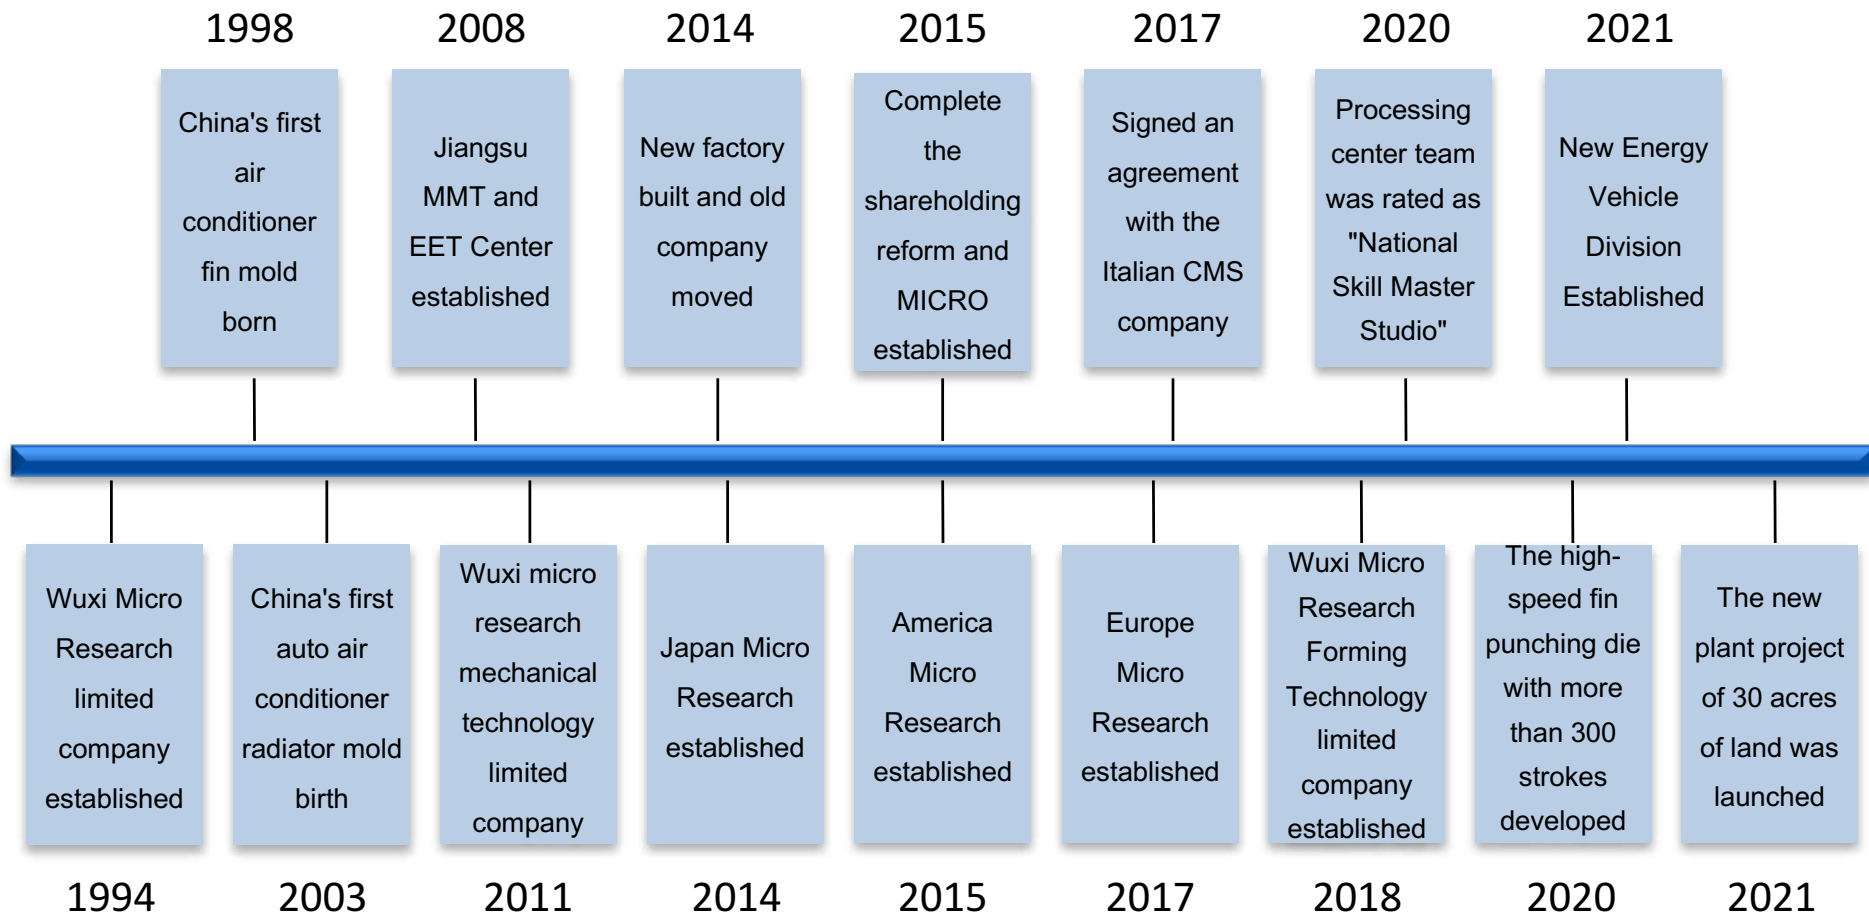 1998
China's first
air
conditioner
fin mold
born
2008
Jiangsu
MMT and
EET Center
established
2014
New factory
built and old
company
moved
2015
Complete
the
shareholding
reform and
MICRO
established
2017
Signed an
agreement
with the
Italian CMS
company
2020
Processing
center team
was rated as
"National
Skill Master
Studio"
2021
New Energy
Vehicle
Division
Established
Wuxi Micro
Research
limited
company
established
1994
China's first
auto air
conditioner
radiator mold
birth
2003
Wuxi micro
research
mechanical
technology
limited
company
2011
Japan Micro
Research
established
2014
America
Micro
Research
established
2015
Europe
Micro
Research
established
2017
Wuxi Micro
Research
Forming
Technology
limited
company
established
2018
The high-
speed fin
punching die
with more
than 300
strokes
developed
2020
The new
plant project
of 30 acres
of land was
launched
2021